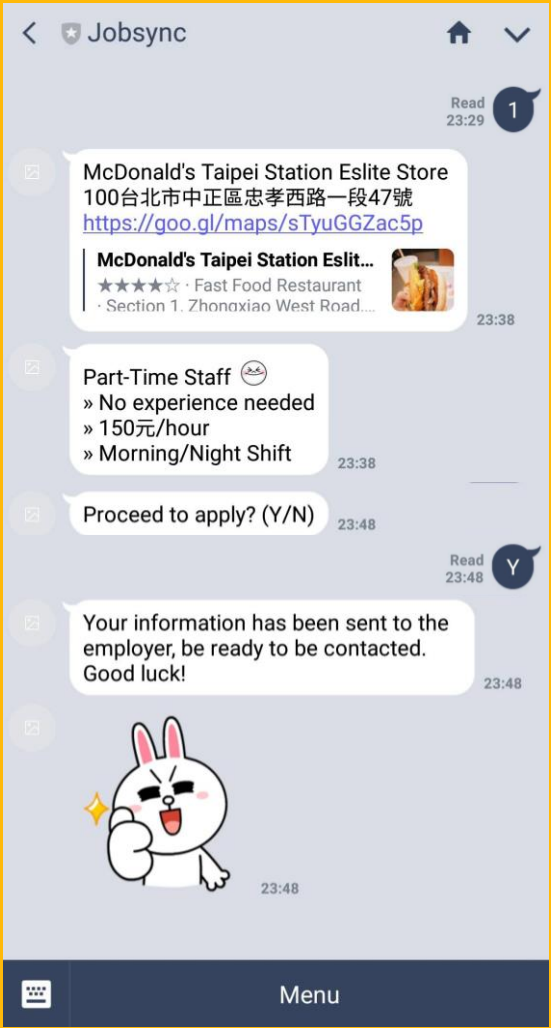 Jobsync
Read
23:29
1
McDonald's Taipei Station Eslite Store
100台北市中正區忠孝西路一段47號
https://goo.gl/maps/sTyuGGZac5p
McDonald's Taipei Station Eslit...
★★★★☆ · Fast Food Restaurant
· Section 1, Zhongxiao West Road,...
23:38
Part-Time Staff
» No experience needed
» 150元/hour
» Morning/Night Shift
23:38
Proceed to apply? (Y/N)
23:48
Read
23:48
Y
Your information has been sent to the
employer, be ready to be contacted.
Good luck!
23:48
23:48
Menu